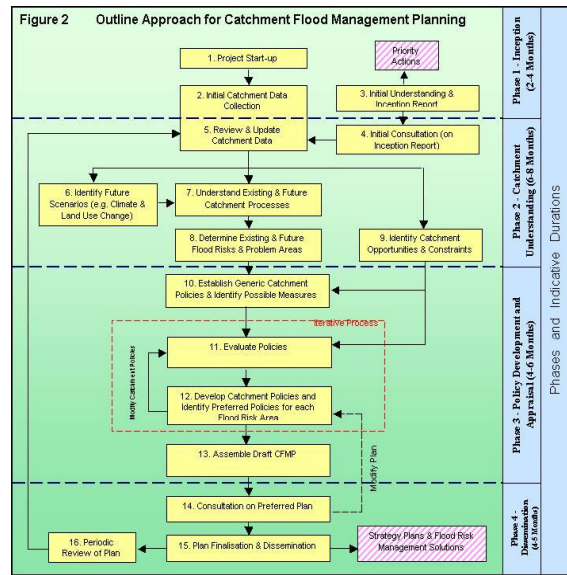 Figure 2 Outline Approach for Catchment Flood Management Planning
1. Project Start-up
Priority
Actions
2. Initial Catchment Data
Collection
3. Initial Understanding &
Inception Report
5. Review & Update
Catchment Data
4. Initial Consultation (on
Inception Report)
6. Identify Future
Scenarios (e.g. Climate &
Land Use Change)
7. Understand Existing & Future
Catchment Processes
8. Determine Existing & Future
Flood Risks & Problem Areas
9. Identify Catchment
Opportunities & Constraints
10. Establish Generic Catchment
Policies & Identify Possible Measures
Iterative Process
11. Evaluate Policies
Modify Catchment Policies
12. Develop Catchment Policies and
Identify Preferred Policies for each
Flood Risk Area
13. Assemble Draft CFMP
Modify Plan
14. Consultation on Preferred Plan
16. Periodic
Review of Plan
15. Plan Finalisation & Dissemination
Strategy Plans & Flood Risk
Management Solutions
Phase 1 - Inception
(2-4 Months)
Phase 2 - Catchment
Understanding (6-8 Months)
Phase 3 - Policy Development and
Appraisal (4-6 Months)
Phase 4 -
Dissemination
(4-5 Months)
Phases and Indicative Durations